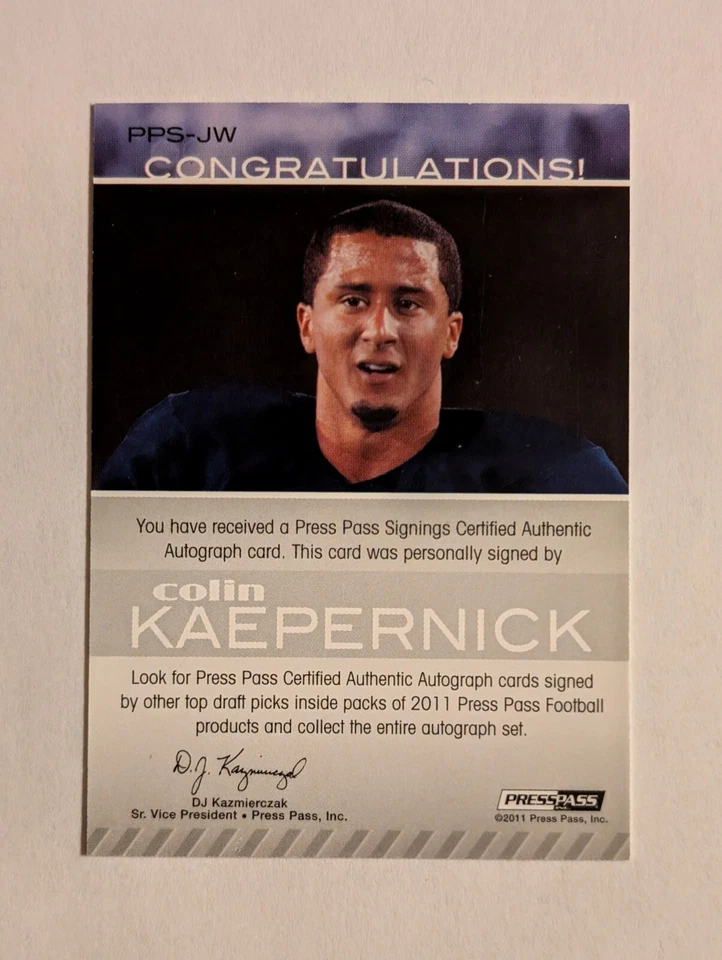 PPS-JW
CONGRATULATIONS!
You have received a Press Pass Signings Certified Authentic
Autograph card. This card was personally signed by
colin
KAEPERNICK
Look for Press Pass Certified Authentic Autograph cards signed
by other top draft picks inside packs of 2011 Press Pass Football
products and collect the entire autograph set.
D.J. Kazmierczak
DJ Kazmierczak
Sr. Vice President • Press Pass, Inc.
PRESSPASS
©2011 Press Pass, Inc.